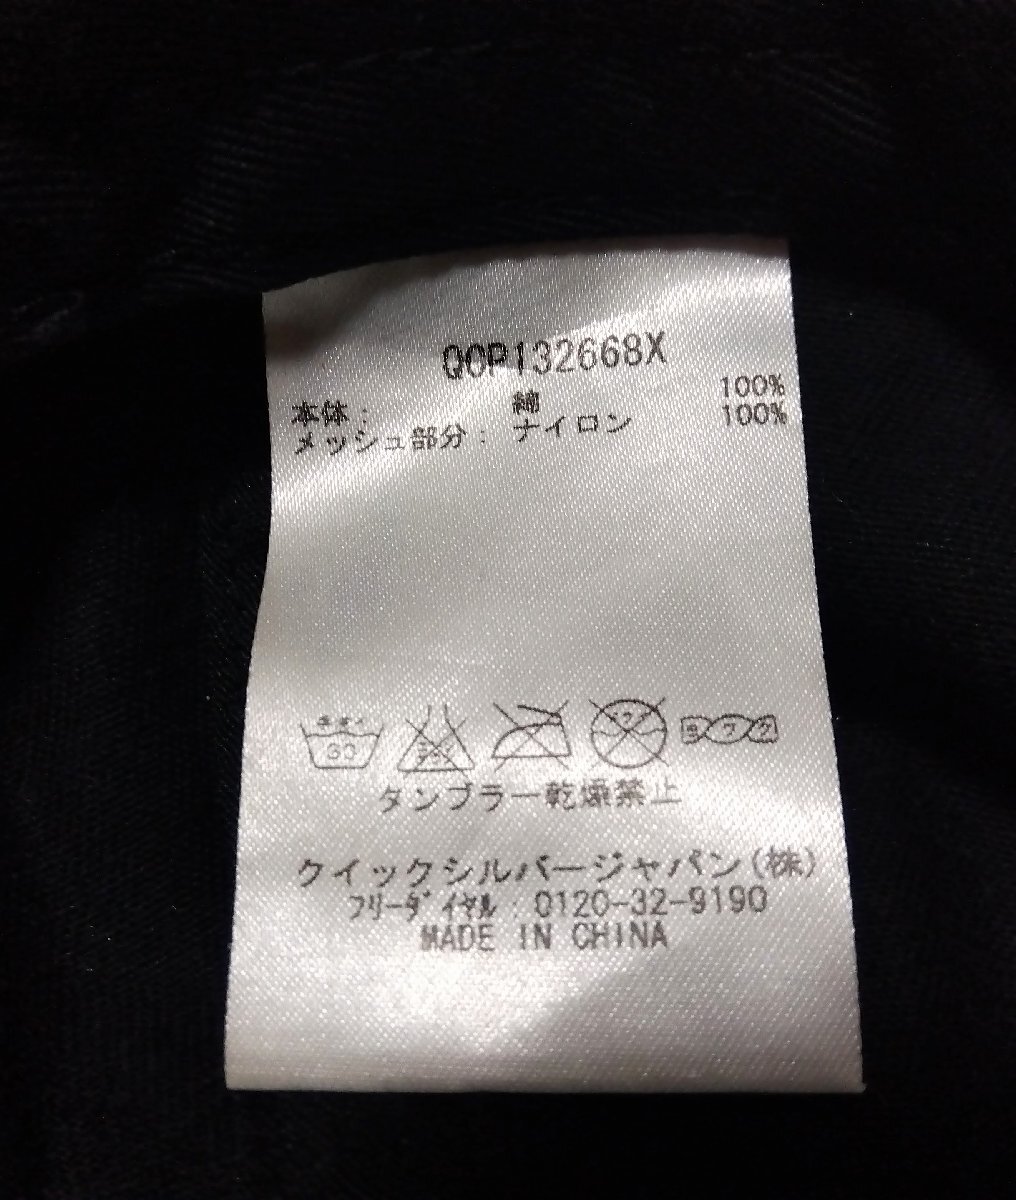 QOP132668X
本体： 綿 100%
メッシュ部分： ナイロン 100%
30
タンブラー乾燥禁止
クイックシルバージャパン(株)
フリーダイヤル：0120-32-9190
MADE IN CHINA